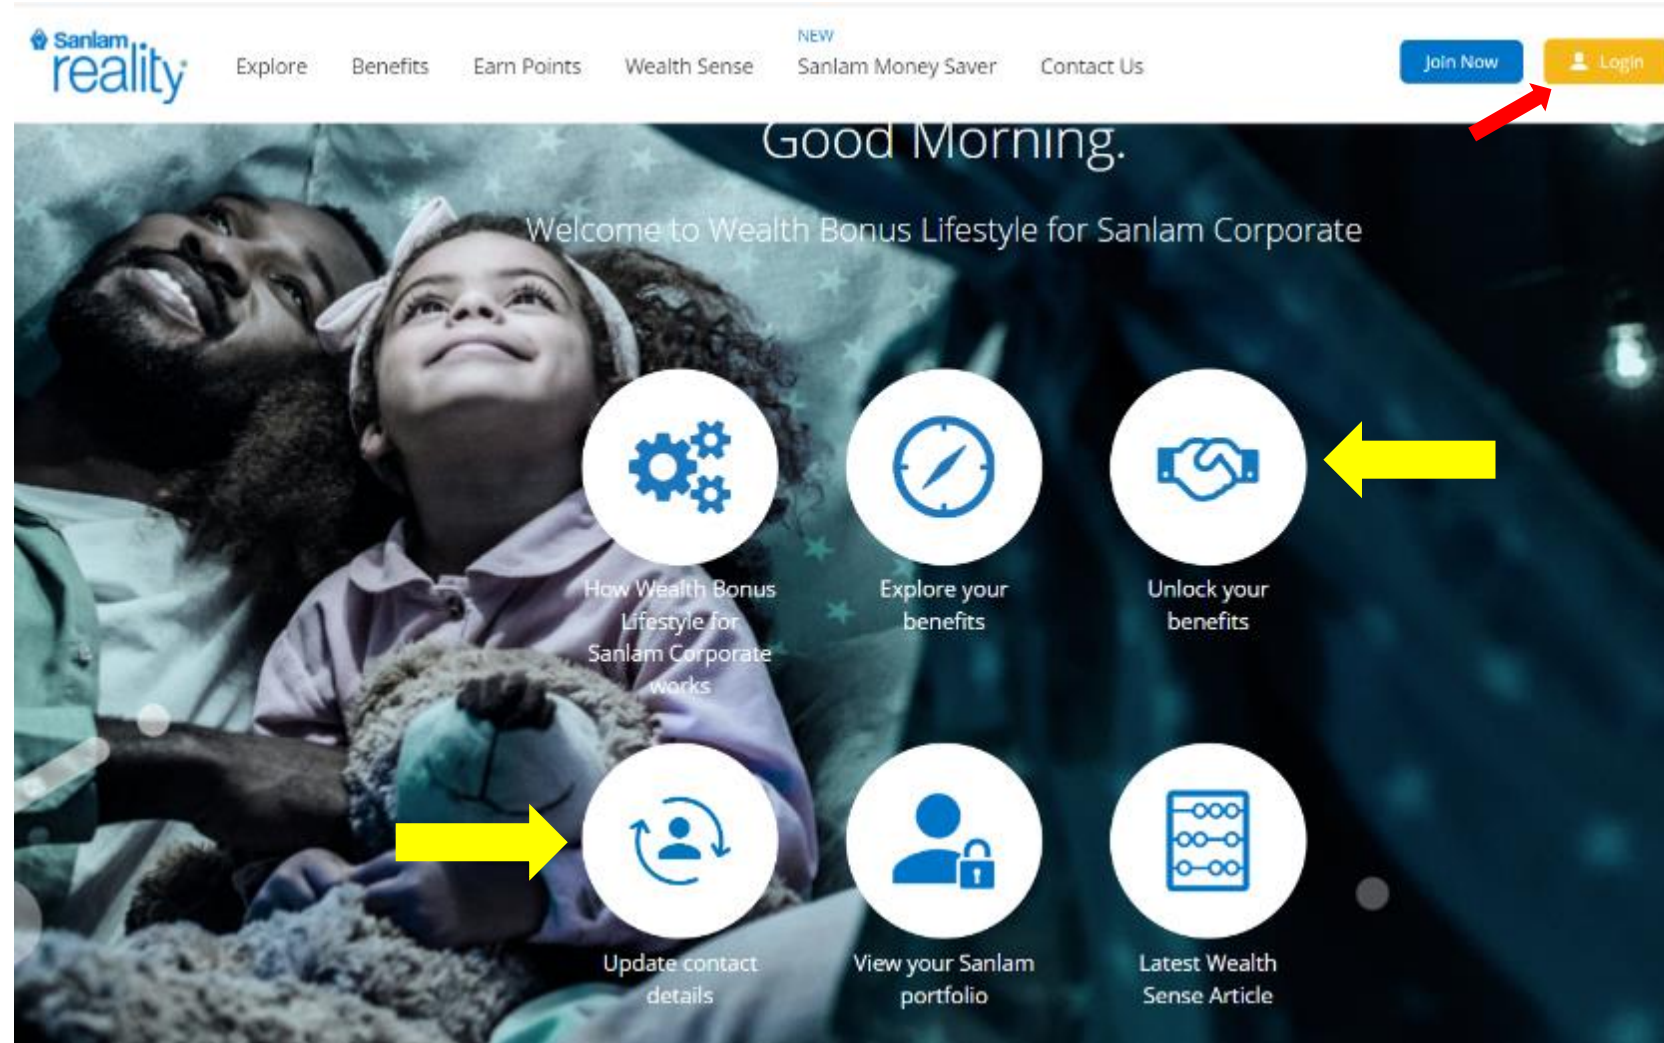 Sanlam
reality
Explore
Benefits
Earn Points
Wealth Sense
NEW
Sanlam Money Saver
Contact Us
Join Now
Login
Good Morning.
Welcome to Wealth Bonus Lifestyle for Sanlam Corporate
How Wealth Bonus
Lifestyle for
Sanlam Corporate
works
Explore your
benefits
Unlock your
benefits
Update contact
details
View your Sanlam
portfolio
Latest Wealth
Sense Article